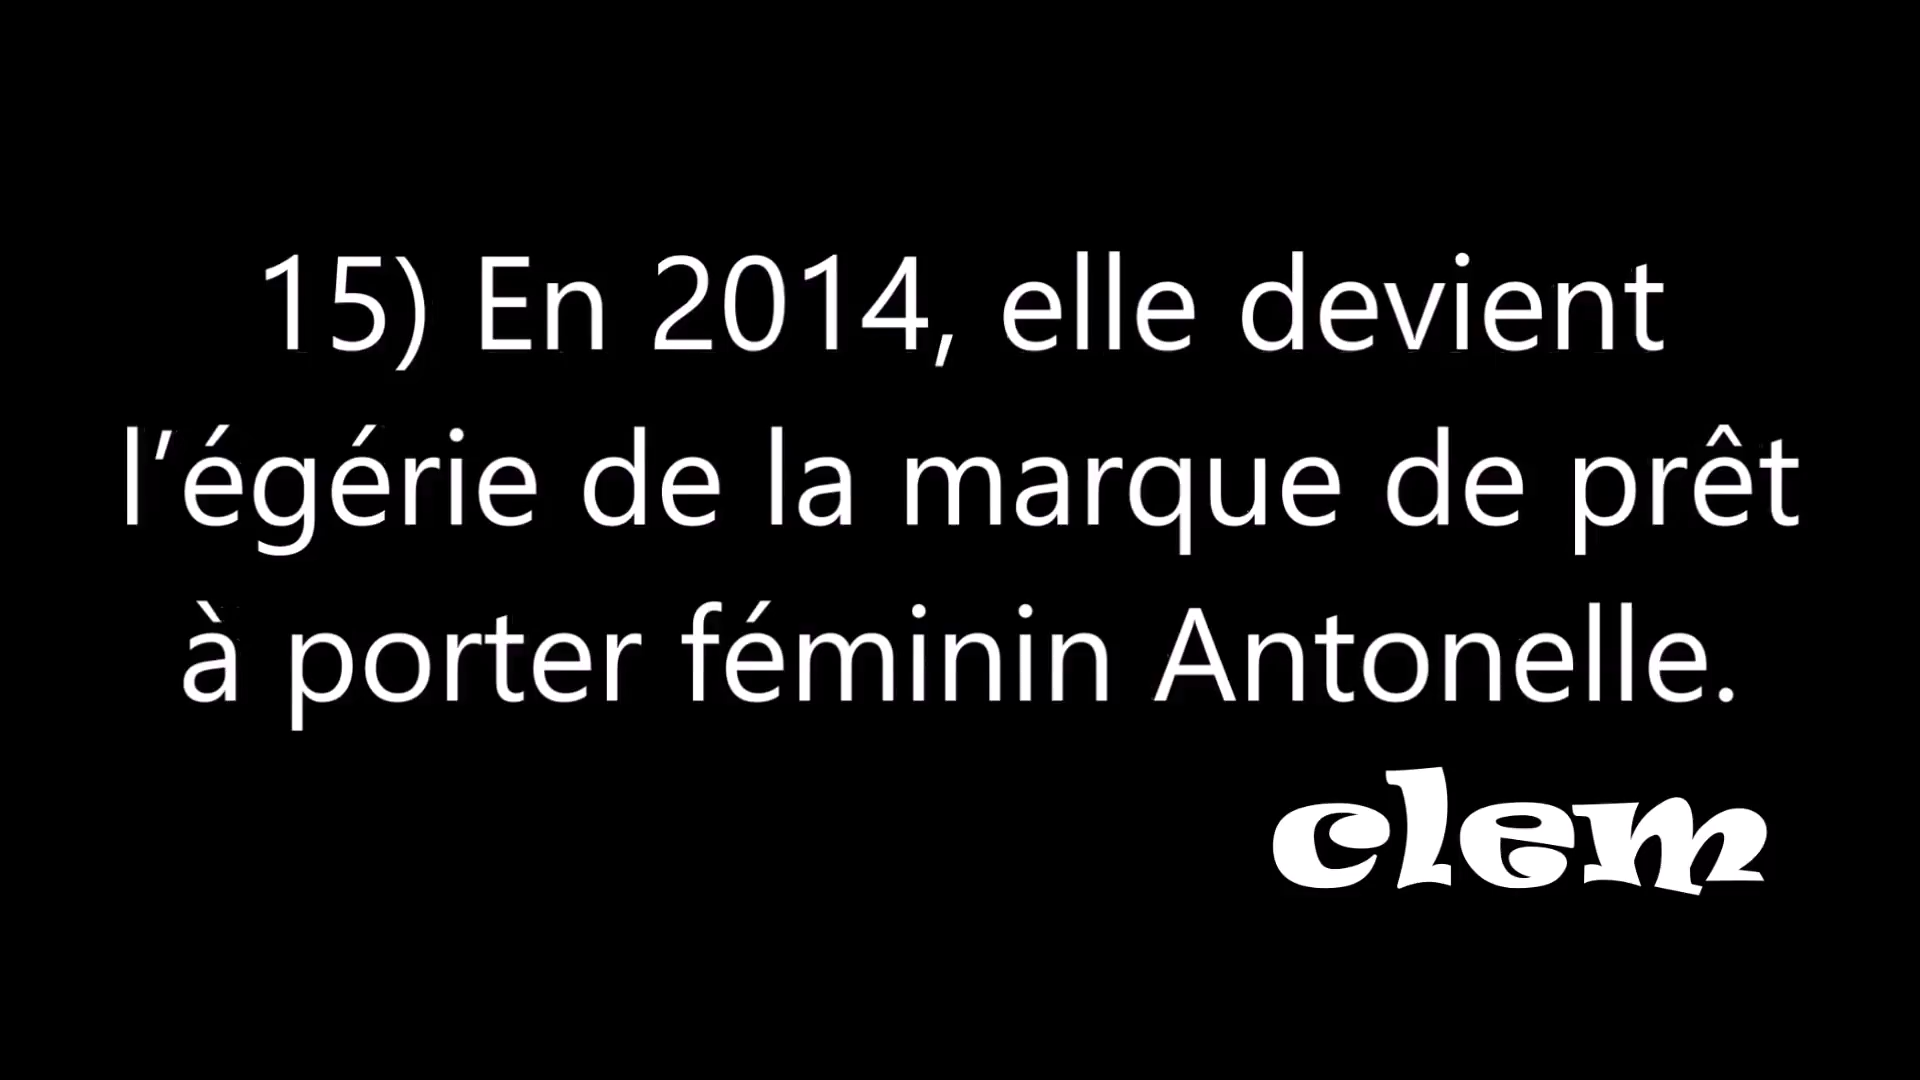 15) En 2014, elle devient
l’égérie de la marque de prêt
à porter féminin Antonelle.
clem